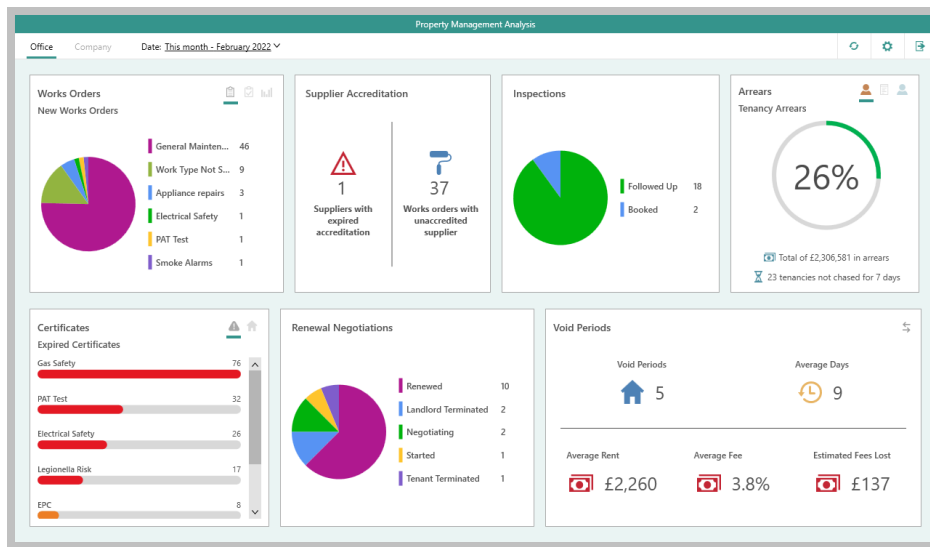 Property Management Analysis
Office Company Date: This month - February 2022
Works Orders
New Works Orders
General Mainten... 46
Work Type Not S... 9
Appliance repairs 3
Electrical Safety 1
PAT Test 1
Smoke Alarms 1
Supplier Accreditation
1
Suppliers with
expired
accreditation
37
Works orders with
unaccredited
supplier
Inspections
Followed Up 18
Booked 2
Arrears
Tenancy Arrears
26%
Total of £2,306,581 in arrears
23 tenancies not chased for 7 days
Certificates
Expired Certificates
Gas Safety 76
PAT Test 32
Electrical Safety 26
Legionella Risk 17
EPC 8
Renewal Negotiations
Renewed 10
Landlord Terminated 2
Negotiating 2
Started 1
Tenant Terminated 1
Void Periods
Void Periods
5
Average Days
9
Average Rent
£2,260
Average Fee
3.8%
Estimated Fees Lost
£137